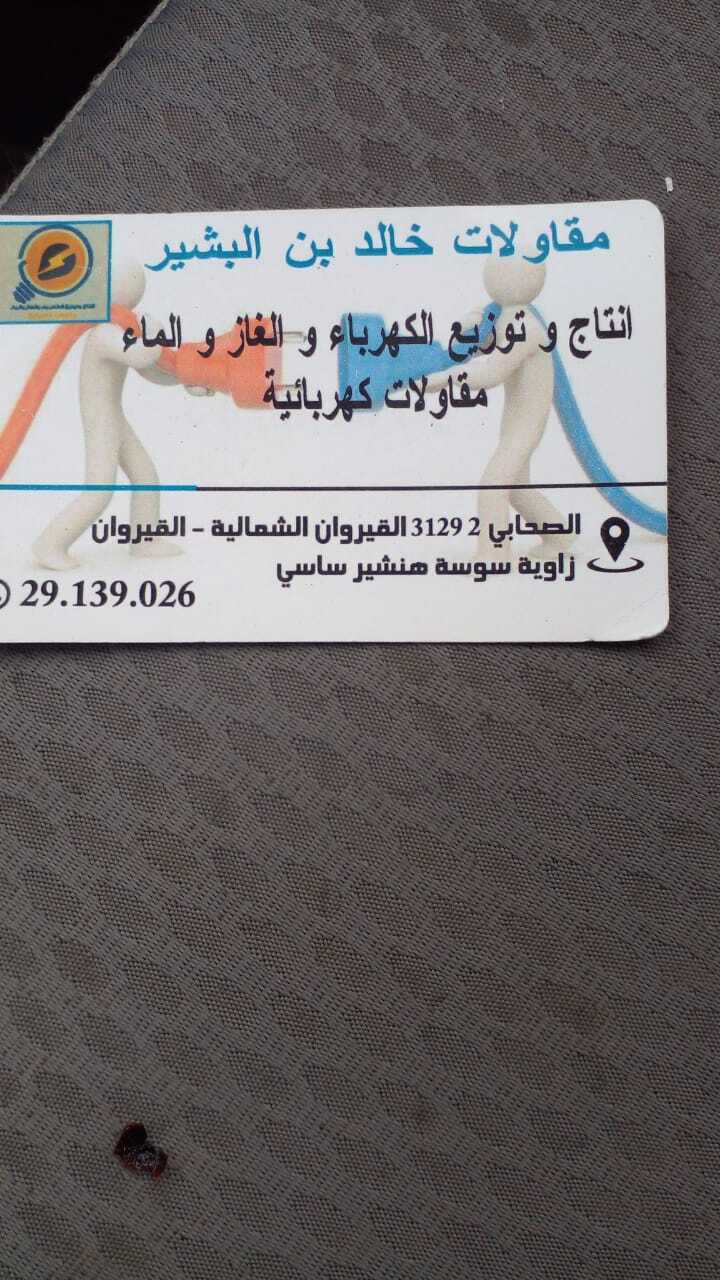 مقاولات خالد بن البشير
انتاج و توزيع الكهرباء و الغاز و الماء
مقاولات كهربائية
الصحابي 2 3129 القيروان الشمالية - القيروان
زاوية سوسة هنشير ساسي
29.139.026